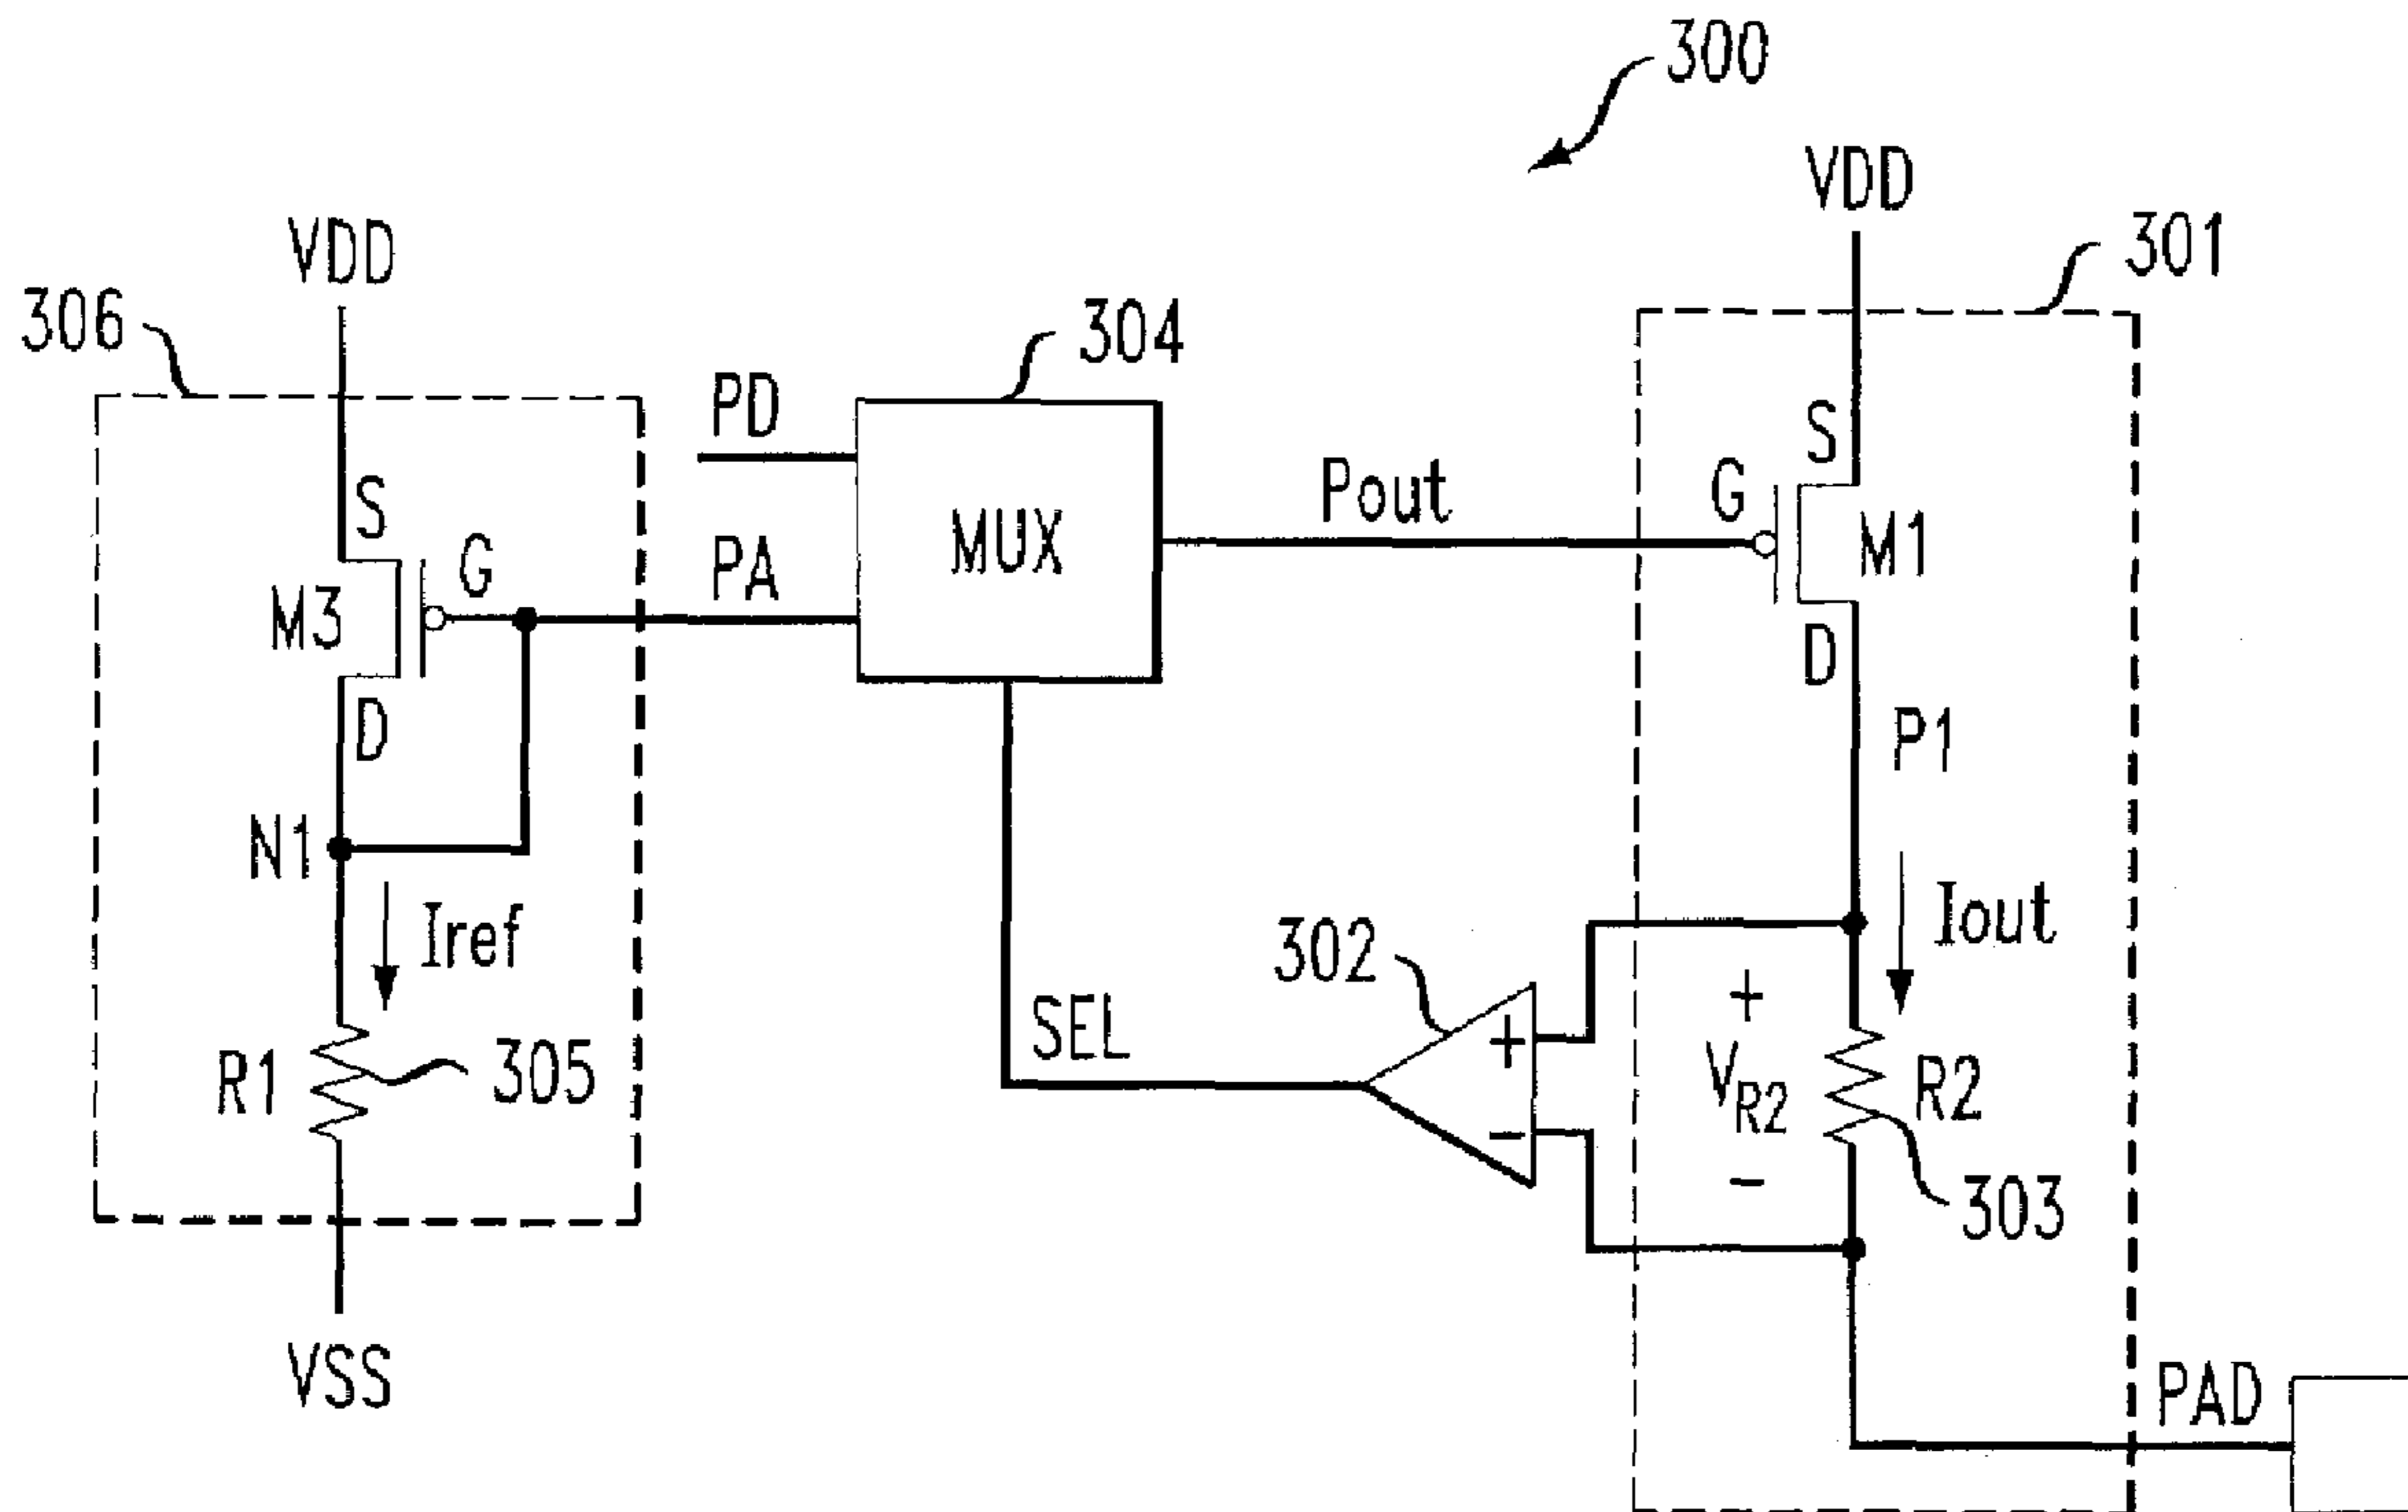 300
VDD
301
VDD
306
304
PD
S
G
Pout
M1
S
G
PA
MUX
M3
D
D
P1
N1
Iref
302
Iout
+
SEL
+
R1
305
VR2
R2
−
−
303
VSS
PAD